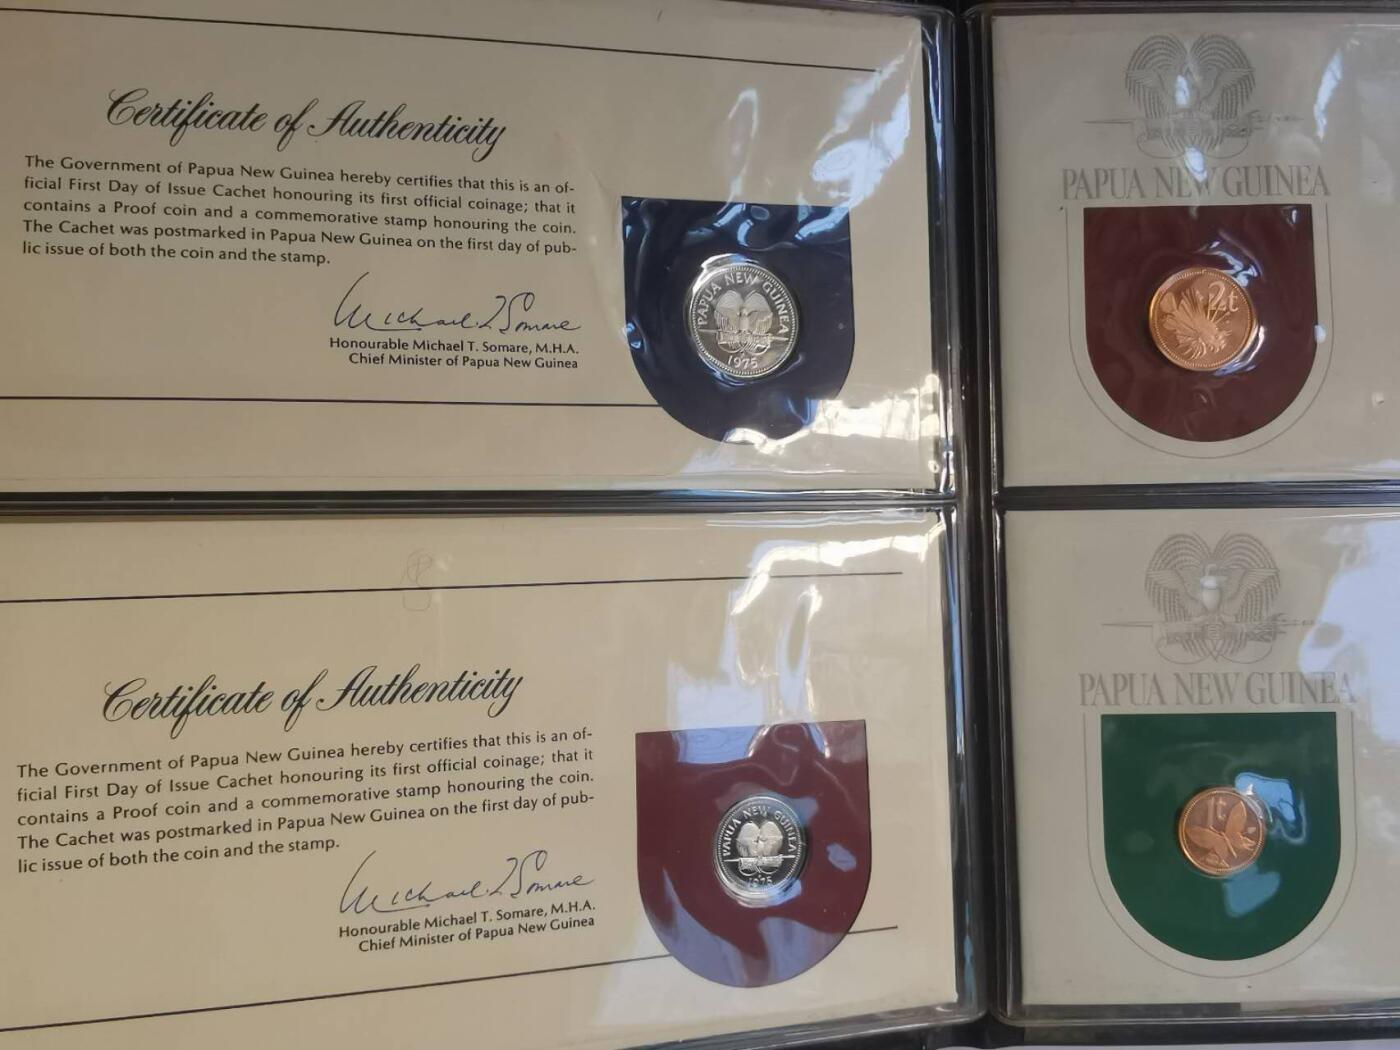 Certificate of Authenticity
The Government of Papua New Guinea hereby certifies that this is an of-
ficial First Day of Issue Cachet honouring its first official coinage; that it
contains a Proof coin and a commemorative stamp honouring the coin.
The Cachet was postmarked in Papua New Guinea on the first day of pub-
lic issue of both the coin and the stamp.
Michael T Somare
Honourable Michael T. Somare, M.H.A.
Chief Minister of Papua New Guinea
PAPUA NEW GUINEA
1975
PAPUA NEW GUINEA
2t
Certificate of Authenticity
The Government of Papua New Guinea hereby certifies that this is an of-
ficial First Day of Issue Cachet honouring its first official coinage; that it
contains a Proof coin and a commemorative stamp honouring the coin.
The Cachet was postmarked in Papua New Guinea on the first day of pub-
lic issue of both the coin and the stamp.
Michael T Somare
Honourable Michael T. Somare, M.H.A.
Chief Minister of Papua New Guinea
PAPUA NEW GUINEA
1975
PAPUA NEW GUINEA
1t